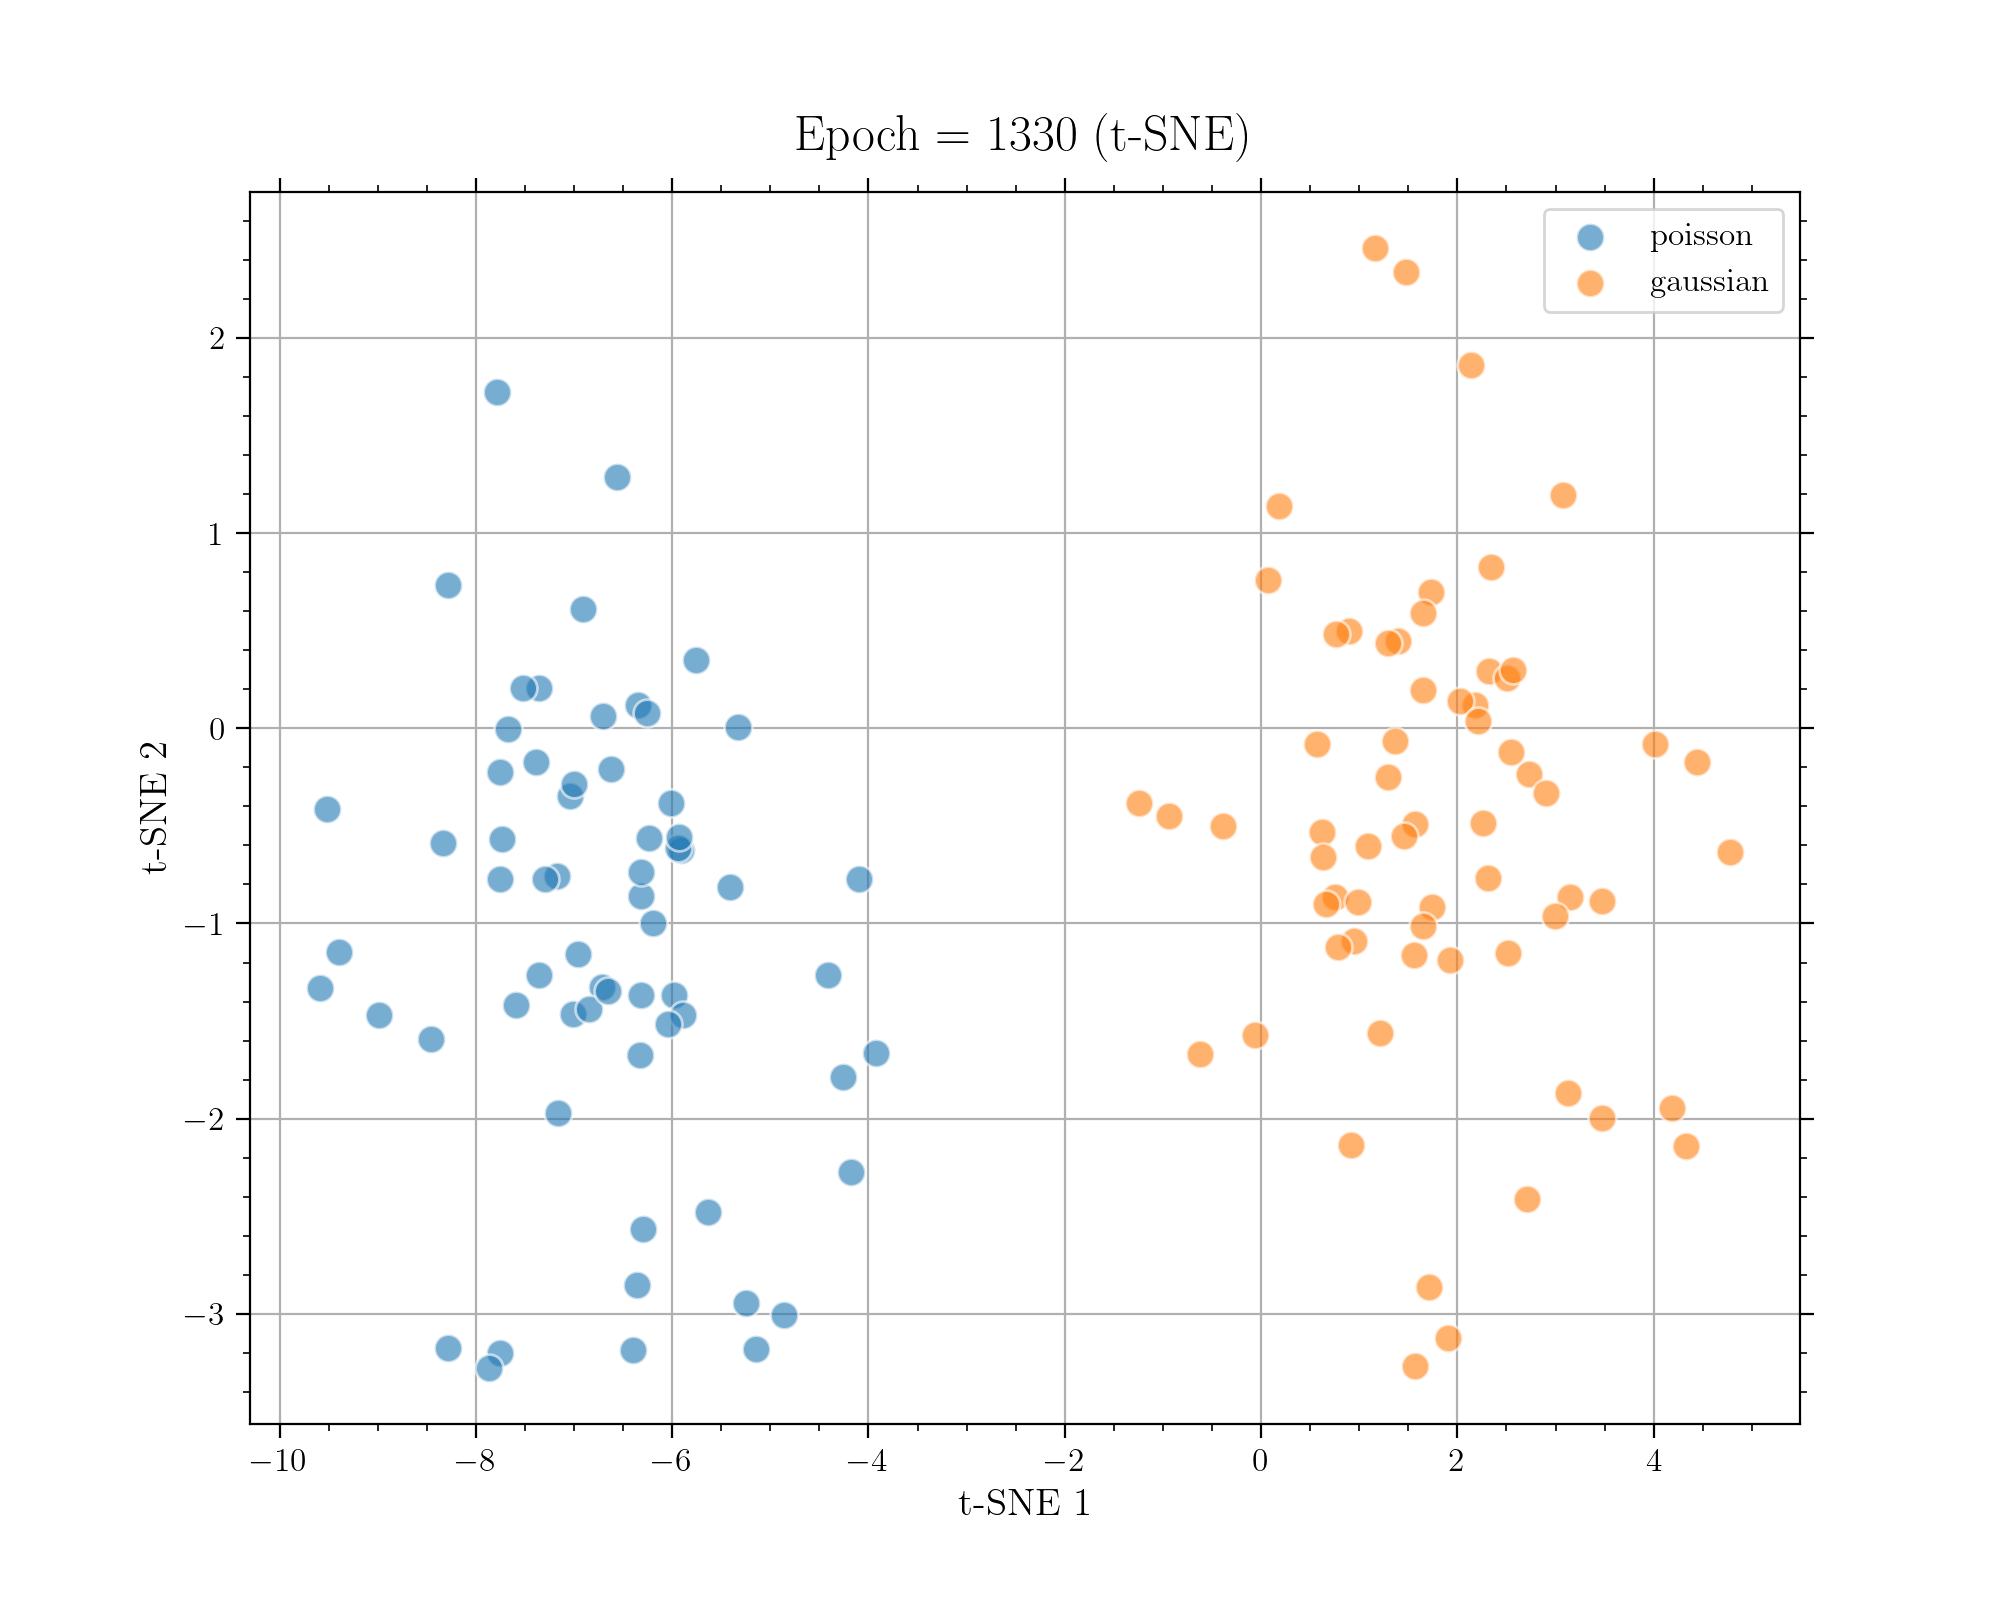 Epoch = 1330 (t-SNE)
poisson
gaussian
2
1
0
−1
−2
−3
t-SNE 2
−10 −8 −6 −4 −2 0 2 4
t-SNE 1